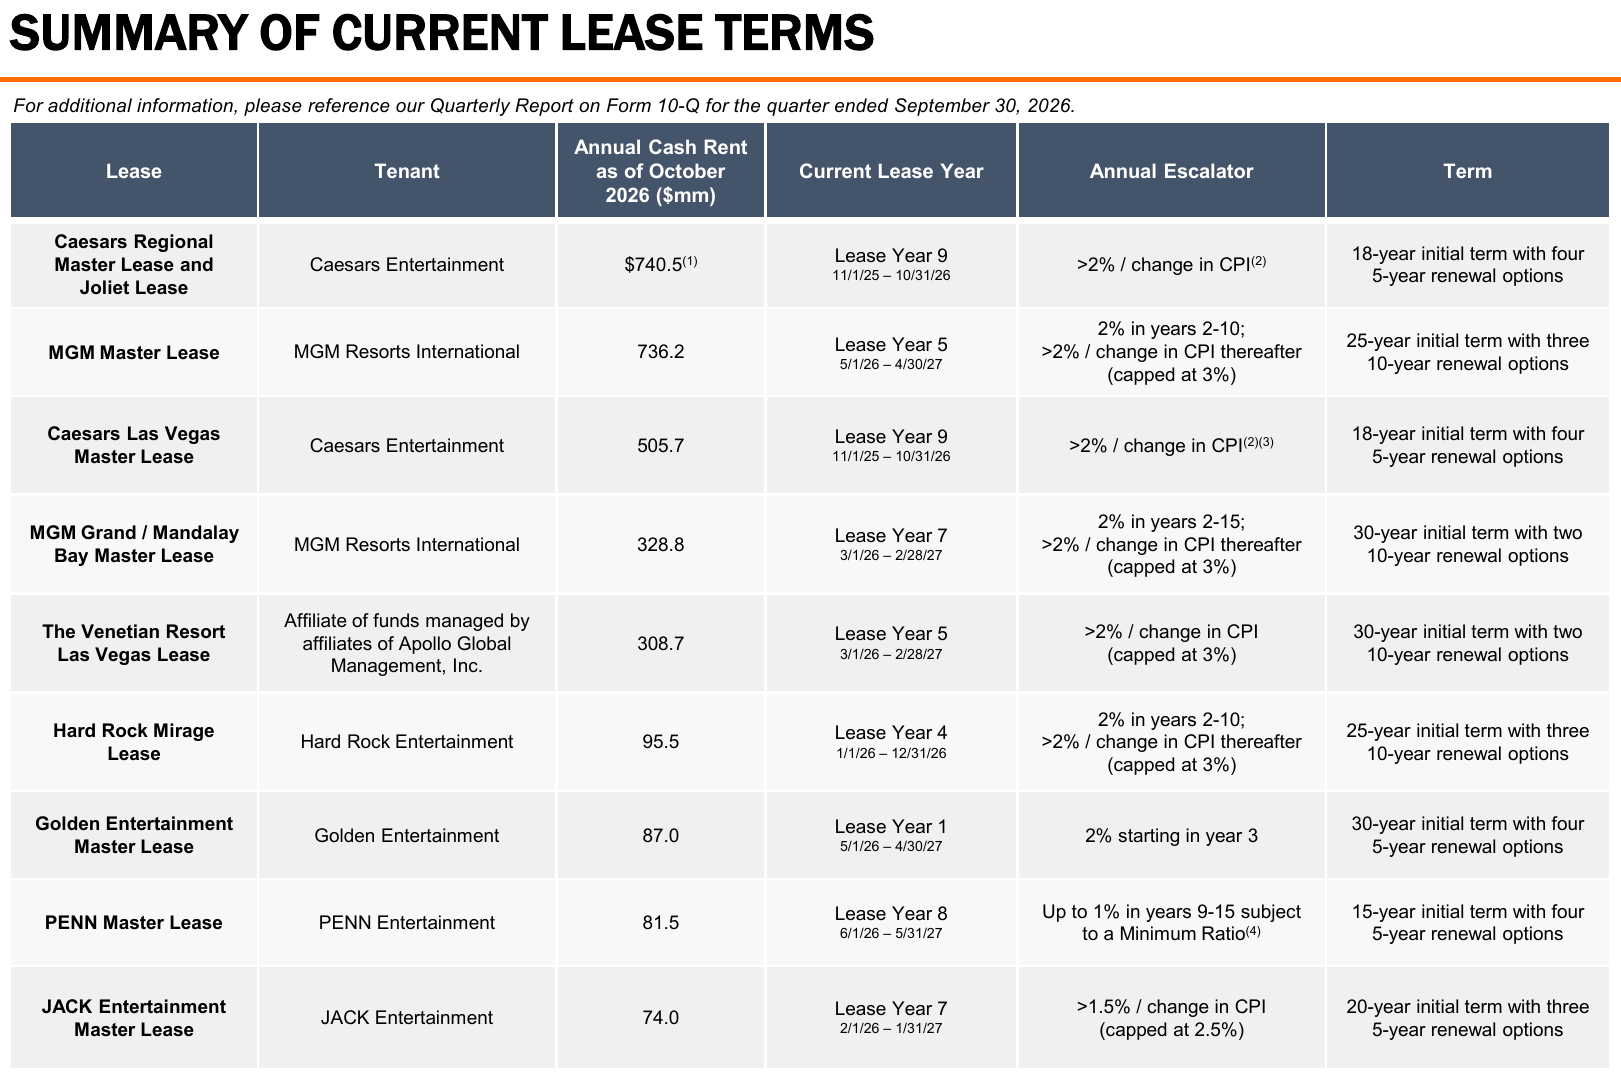 SUMMARY OF CURRENT LEASE TERMS
For additional information, please reference our Quarterly Report on Form 10-Q for the quarter ended September 30, 2026.
Lease
Tenant
Annual Cash Rent
as of October
2026 ($mm)
Current Lease Year
Annual Escalator
Term
Caesars Regional
Master Lease and
Joliet Lease
Caesars Entertainment
$740.5(1)
Lease Year 9
11/1/25 – 10/31/26
>2% / change in CPI(2)
18-year initial term with four
5-year renewal options
MGM Master Lease
MGM Resorts International
736.2
Lease Year 5
5/1/26 – 4/30/27
2% in years 2-10;
>2% / change in CPI thereafter
(capped at 3%)
25-year initial term with three
10-year renewal options
Caesars Las Vegas
Master Lease
Caesars Entertainment
505.7
Lease Year 9
11/1/25 – 10/31/26
>2% / change in CPI(2)(3)
18-year initial term with four
5-year renewal options
MGM Grand / Mandalay
Bay Master Lease
MGM Resorts International
328.8
Lease Year 7
3/1/26 – 2/28/27
2% in years 2-15;
>2% / change in CPI thereafter
(capped at 3%)
30-year initial term with two
10-year renewal options
The Venetian Resort
Las Vegas Lease
Affiliate of funds managed by
affiliates of Apollo Global
Management, Inc.
308.7
Lease Year 5
3/1/26 – 2/28/27
>2% / change in CPI
(capped at 3%)
30-year initial term with two
10-year renewal options
Hard Rock Mirage
Lease
Hard Rock Entertainment
95.5
Lease Year 4
1/1/26 – 12/31/26
2% in years 2-10;
>2% / change in CPI thereafter
(capped at 3%)
25-year initial term with three
10-year renewal options
Golden Entertainment
Master Lease
Golden Entertainment
87.0
Lease Year 1
5/1/26 – 4/30/27
2% starting in year 3
30-year initial term with four
5-year renewal options
PENN Master Lease
PENN Entertainment
81.5
Lease Year 8
6/1/26 – 5/31/27
Up to 1% in years 9-15 subject
to a Minimum Ratio(4)
15-year initial term with four
5-year renewal options
JACK Entertainment
Master Lease
JACK Entertainment
74.0
Lease Year 7
2/1/26 – 1/31/27
>1.5% / change in CPI
(capped at 2.5%)
20-year initial term with three
5-year renewal options